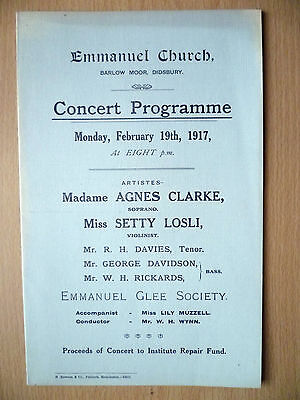 Emmanuel Church,
BARLOW MOOR, DIDSBURY.
Concert Programme
Monday, February 19th, 1917,
At EIGHT p.m.
ARTISTES—
Madame AGNES CLARKE,
SOPRANO.
Miss SETTY LOSLI,
VIOLINIST.
Mr. R. H. DAVIES, Tenor.
Mr. GEORGE DAVIDSON,
Mr. W. H. RICKARDS, } BASS.
EMMANUEL GLEE SOCIETY.
Accompanist - Miss LILY MUZZELL.
Conductor - Mr. W. H. WYNN.
Proceeds of Concert to Institute Repair Fund.